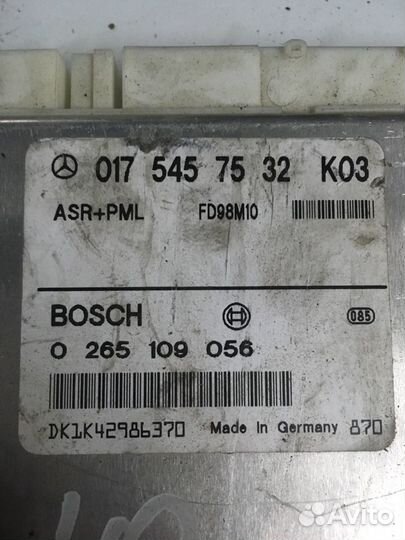 017 545 75 32 K03
ASR+PML FD98M10
BOSCH
085
0 265 109 056
DK1K42986370 Made In Germany 870
Avito